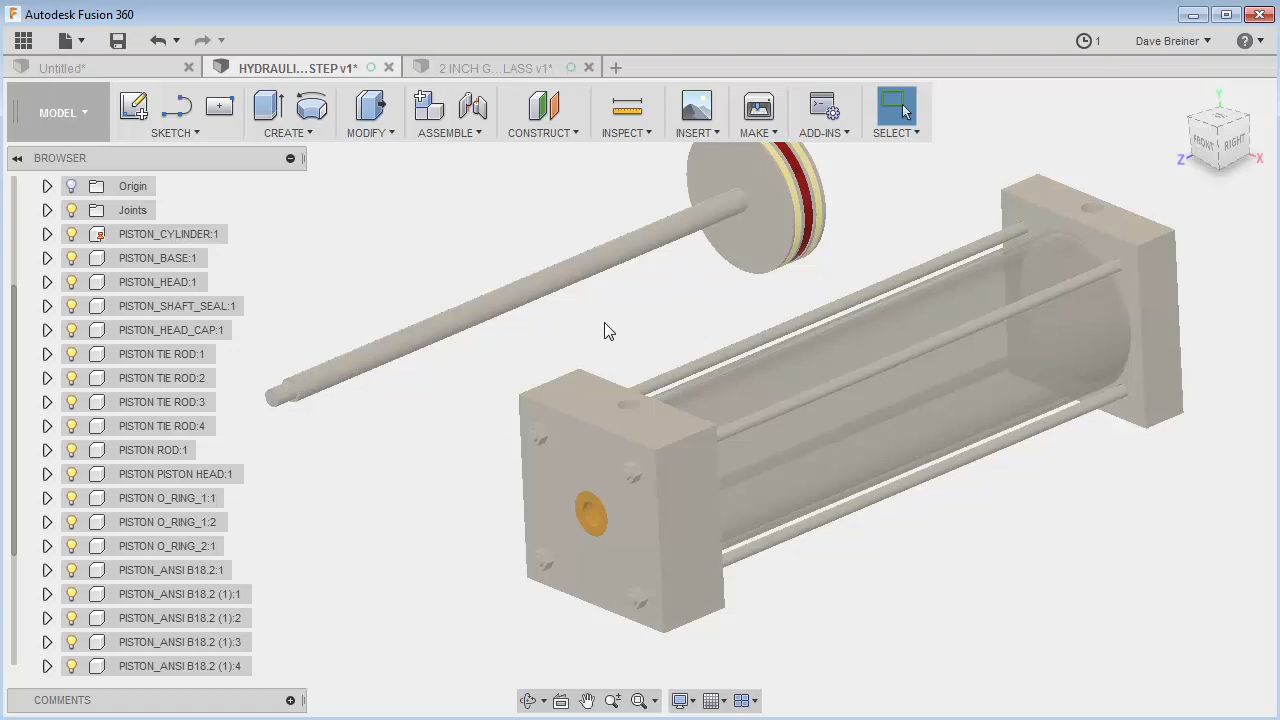 Autodesk Fusion 360
1
Dave Breiner
Untitled*
HYDRAULI...STEP v1*
2 INCH G...LASS v1*
MODEL
SKETCH
CREATE
MODIFY
ASSEMBLE
CONSTRUCT
INSPECT
INSERT
MAKE
ADD-INS
SELECT
Y
FRONT
RIGHT
Z
X
BROWSER
Origin
Joints
PISTON_CYLINDER:1
PISTON_BASE:1
PISTON_HEAD:1
PISTON_SHAFT_SEAL:1
PISTON_HEAD_CAP:1
PISTON TIE ROD:1
PISTON TIE ROD:2
PISTON TIE ROD:3
PISTON TIE ROD:4
PISTON ROD:1
PISTON PISTON HEAD:1
PISTON O_RING_1:1
PISTON O_RING_1:2
PISTON O_RING_2:1
PISTON_ANSI B18.2:1
PISTON_ANSI B18.2 (1):1
PISTON_ANSI B18.2 (1):2
PISTON_ANSI B18.2 (1):3
PISTON_ANSI B18.2 (1):4
COMMENTS